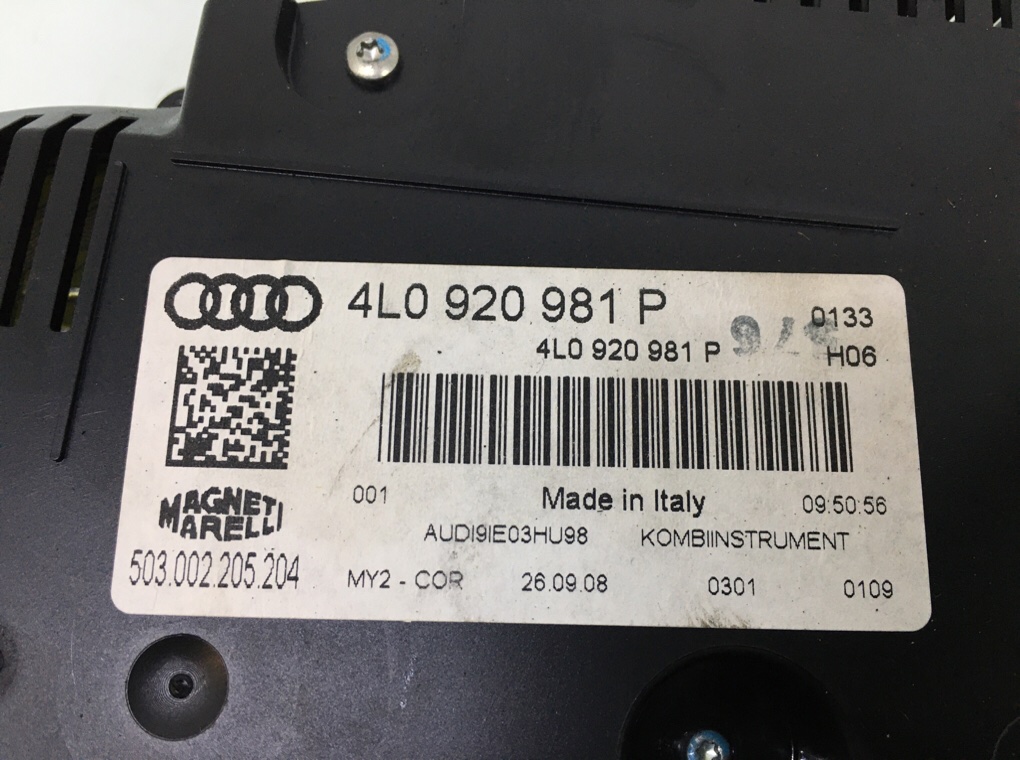 4L0 920 981 P
0133
4L0 920 981 P
H06
001
Made in Italy
09:50:56
MAGNETI
MARELLI
AUDI9IE03HU98
KOMBIINSTRUMENT
503.002.205.204
MY2 - COR
26.09.08
0301
0109